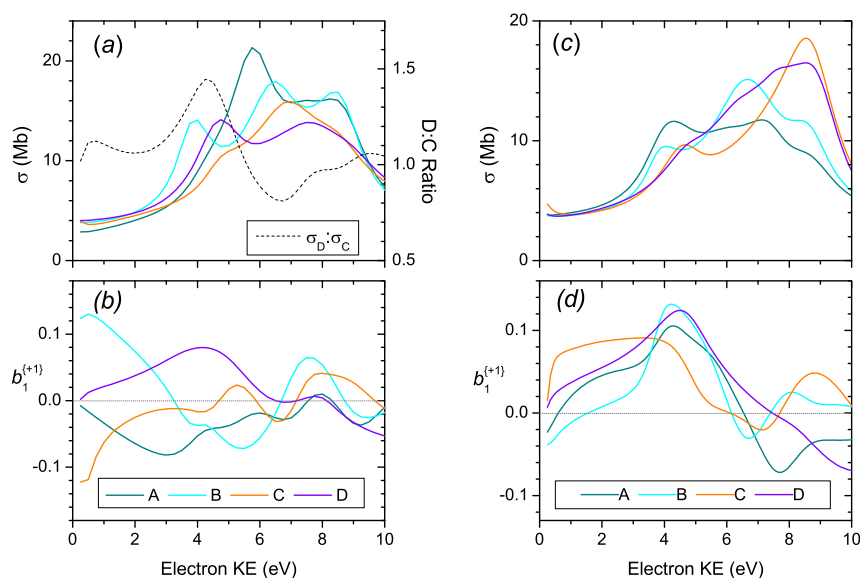 (a)
(c)
20
10
0
σ (Mb)
1.5
1.0
0.5
D:C Ratio
σD:σC
20
10
0
σ (Mb)
(b)
(d)
0.1
0.0
-0.1
b1{+1}
A B C D
0 2 4 6 8 10
Electron KE (eV)
0.1
0.0
-0.1
b1{+1}
A B C D
0 2 4 6 8 10
Electron KE (eV)